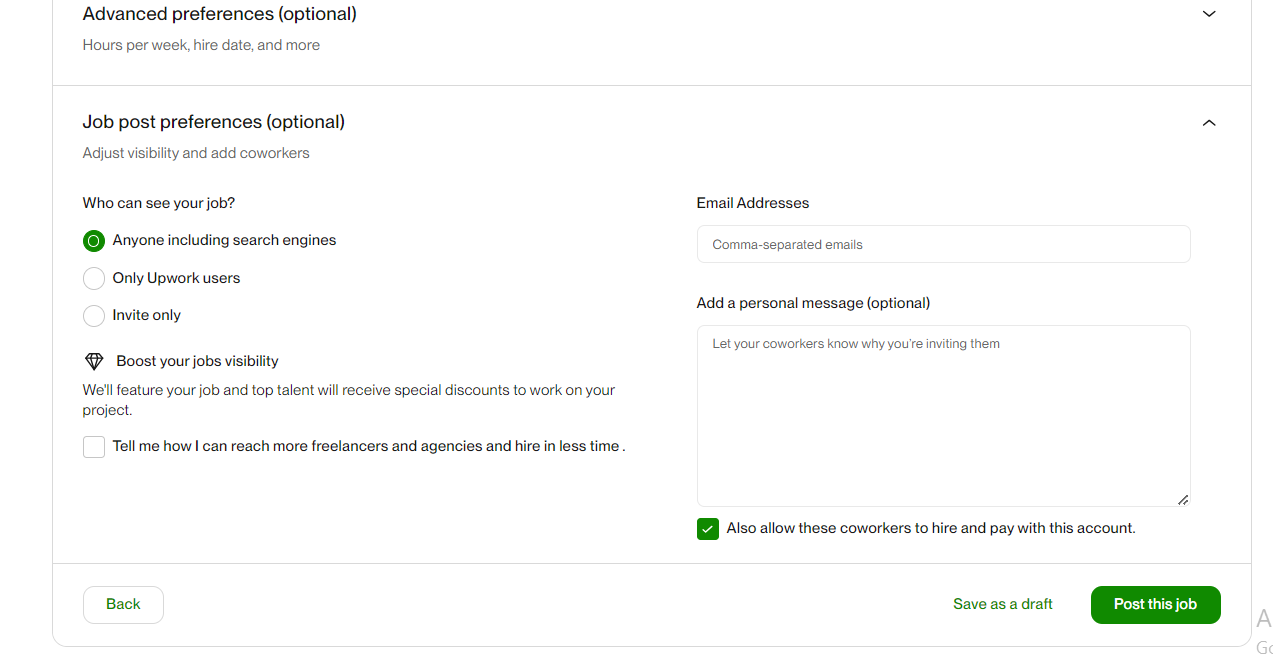 Advanced preferences (optional)
Hours per week, hire date, and more
Job post preferences (optional)
Adjust visibility and add coworkers
Who can see your job?
Anyone including search engines
Only Upwork users
Invite only
Boost your jobs visibility
We'll feature your job and top talent will receive special discounts to work on your
project.
Tell me how I can reach more freelancers and agencies and hire in less time .
Email Addresses
Comma-separated emails
Add a personal message (optional)
Let your coworkers know why you're inviting them
Also allow these coworkers to hire and pay with this account.
Back
Save as a draft
Post this job